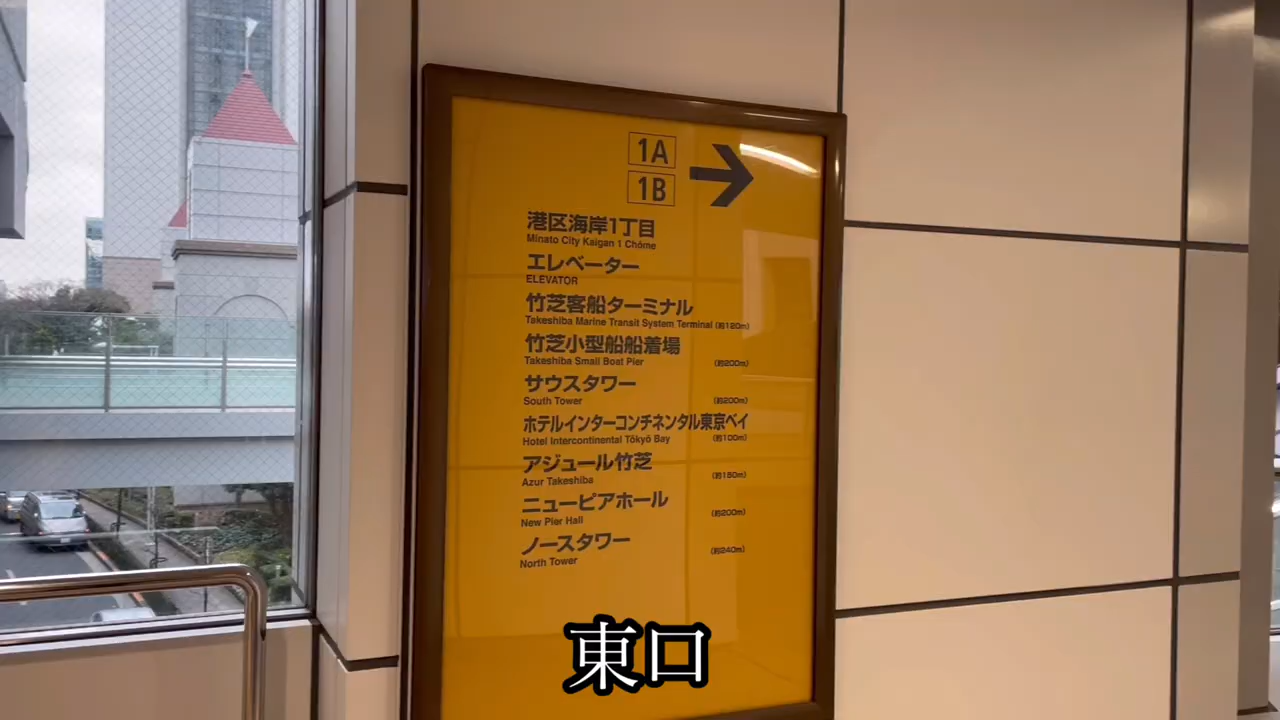 1A
1B
港区海岸1丁目
Minato City Kaigan 1 Chōme
エレベーター
ELEVATOR
竹芝客船ターミナル
Takeshiba Marine Transit System Terminal (約120m)
竹芝小型船船着場
Takeshiba Small Boat Pier (約200m)
サウスタワー
South Tower (約200m)
ホテルインターコンチネンタル東京ベイ
Hotel Intercontinental Tōkyō Bay (約100m)
アジュール竹芝
Azur Takeshiba (約180m)
ニューピアホール
New Pier Hall (約200m)
ノースタワー
North Tower (約240m)
東口